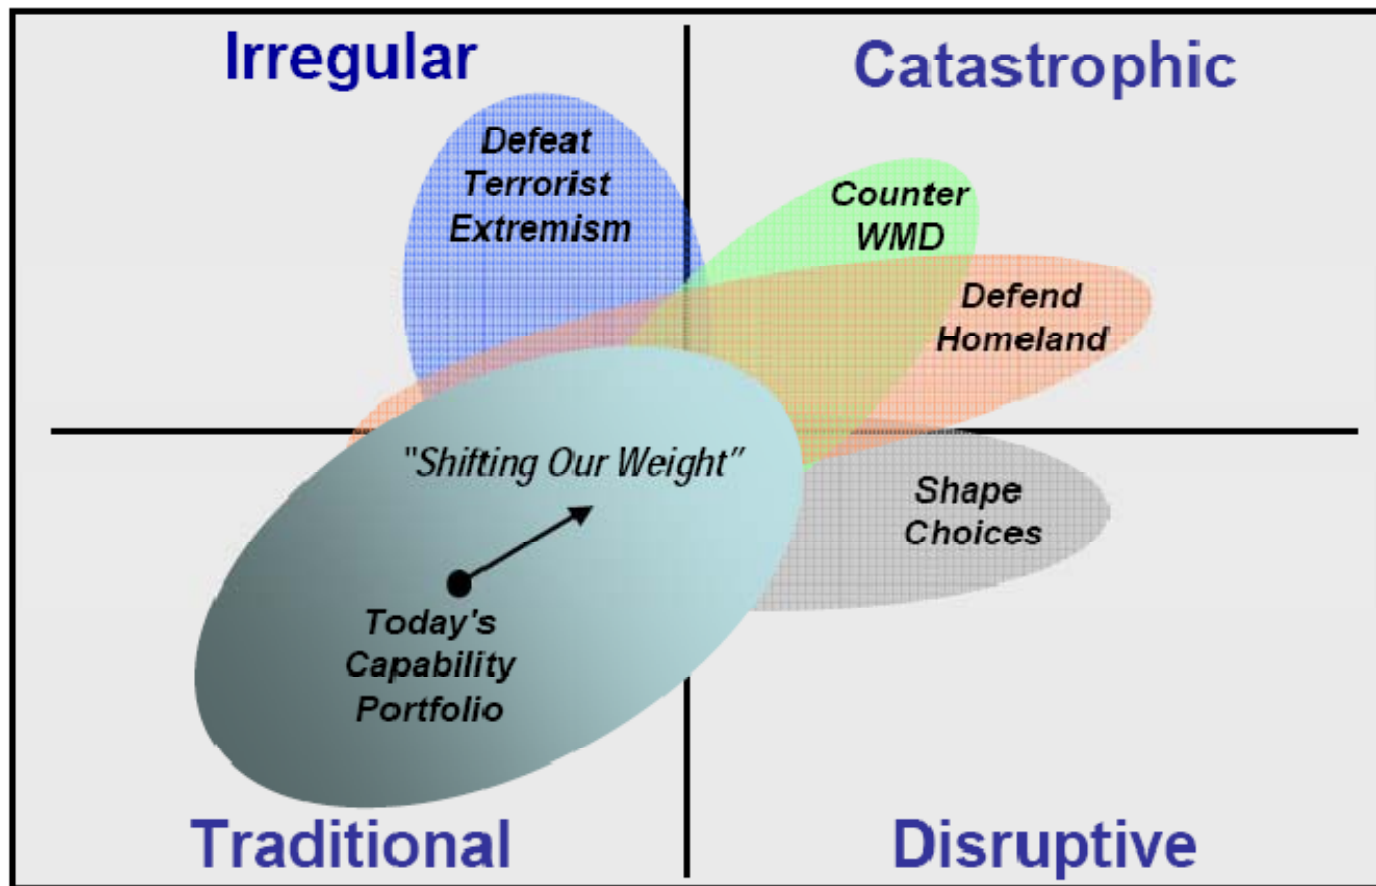 Irregular
Catastrophic
Defeat
Terrorist
Extremism
Counter
WMD
Defend
Homeland
"Shifting Our Weight”
Shape
Choices
Today's
Capability
Portfolio
Traditional
Disruptive